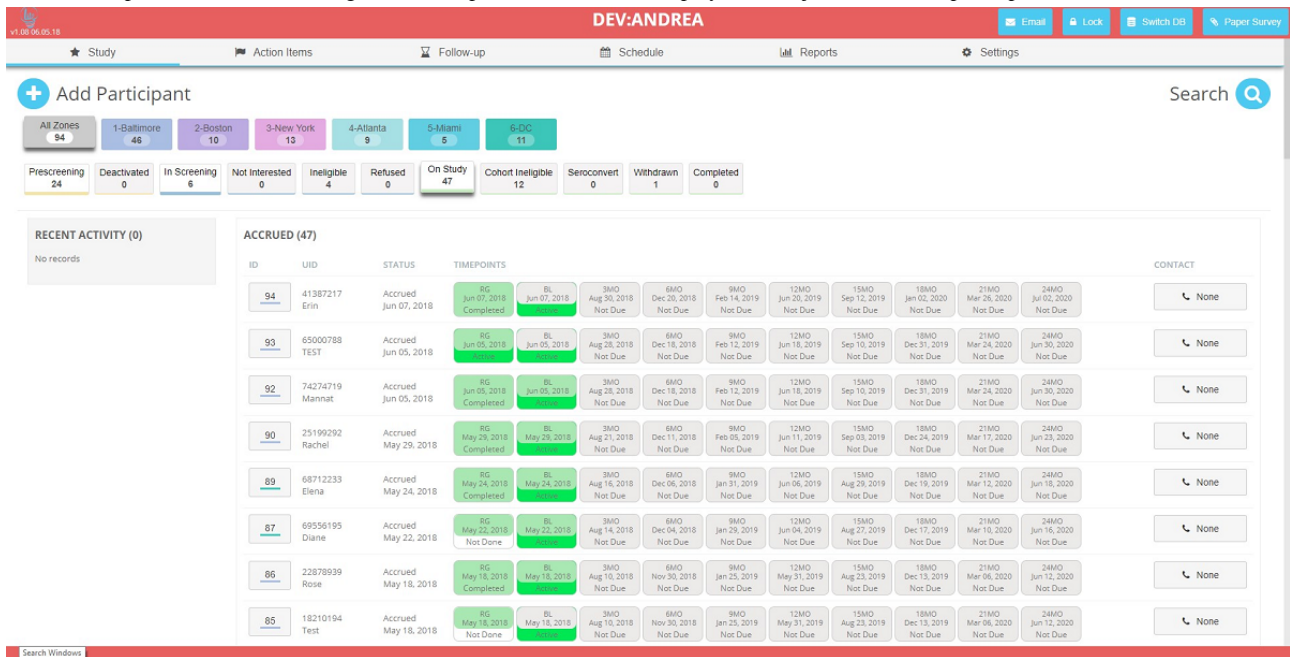 DEV:ANDREA
v1.08 06.05.18
Email Lock Switch DB Paper Survey
Study Action Items Follow-up Schedule Reports Settings
Add Participant Search
All Zones 1-Baltimore 2-Boston 3-New York 4-Atlanta 5-Miami 6-DC
94 46 10 13 9 5 11
Prescreening Deactivated In Screening Not Interested Ineligible Refused On Study Cohort Ineligible Seroconvert Withdrawn Completed
24 0 6 0 4 0 47 12 0 1 0
RECENT ACTIVITY (0)
No records
ACCRUED (47)
ID UID STATUS TIMEPOINTS CONTACT
RG BL 3MO 6MO 9MO 12MO 15MO 18MO 21MO 24MO
94 41387217 Accrued Jun 07, 2018 Jun 07, 2018 Aug 30, 2018 Dec 20, 2018 Feb 14, 2019 Jun 20, 2019 Sep 12, 2019 Jan 02, 2020 Mar 26, 2020 Jul 02, 2020 None
Erin Jun 07, 2018 Completed Active Not Due Not Due Not Due Not Due Not Due Not Due Not Due Not Due
RG BL 3MO 6MO 9MO 12MO 15MO 18MO 21MO 24MO
93 65000788 Accrued Jun 05, 2018 Jun 05, 2018 Aug 28, 2018 Dec 18, 2018 Feb 12, 2019 Jun 18, 2019 Sep 10, 2019 Dec 31, 2019 Mar 24, 2020 Jun 30, 2020 None
TEST Jun 05, 2018 Active Active Not Due Not Due Not Due Not Due Not Due Not Due Not Due Not Due
RG BL 3MO 6MO 9MO 12MO 15MO 18MO 21MO 24MO
92 74274719 Accrued Jun 05, 2018 Jun 05, 2018 Aug 28, 2018 Dec 18, 2018 Feb 12, 2019 Jun 18, 2019 Sep 10, 2019 Dec 31, 2019 Mar 24, 2020 Jun 30, 2020 None
Mannat Jun 05, 2018 Completed Active Not Due Not Due Not Due Not Due Not Due Not Due Not Due Not Due
RG BL 3MO 6MO 9MO 12MO 15MO 18MO 21MO 24MO
90 25199292 Accrued May 29, 2018 May 29, 2018 Aug 21, 2018 Dec 11, 2018 Feb 05, 2019 Jun 11, 2019 Sep 03, 2019 Dec 24, 2019 Mar 17, 2020 Jun 23, 2020 None
Rachel May 29, 2018 Completed Active Not Due Not Due Not Due Not Due Not Due Not Due Not Due Not Due
RG BL 3MO 6MO 9MO 12MO 15MO 18MO 21MO 24MO
89 68712233 Accrued May 24, 2018 May 24, 2018 Aug 16, 2018 Dec 06, 2018 Jan 31, 2019 Jun 06, 2019 Aug 29, 2019 Dec 19, 2019 Mar 12, 2020 Jun 18, 2020 None
Elena May 24, 2018 Completed Active Not Due Not Due Not Due Not Due Not Due Not Due Not Due Not Due
RG BL 3MO 6MO 9MO 12MO 15MO 18MO 21MO 24MO
87 69556195 Accrued May 22, 2018 May 22, 2018 Aug 14, 2018 Dec 04, 2018 Jan 29, 2019 Jun 04, 2019 Aug 27, 2019 Dec 17, 2019 Mar 10, 2020 Jun 16, 2020 None
Diane May 22, 2018 Not Done Active Not Due Not Due Not Due Not Due Not Due Not Due Not Due Not Due
RG BL 3MO 6MO 9MO 12MO 15MO 18MO 21MO 24MO
86 22878939 Accrued May 18, 2018 May 18, 2018 Aug 10, 2018 Nov 30, 2018 Jan 25, 2019 May 31, 2019 Aug 23, 2019 Dec 13, 2019 Mar 06, 2020 Jun 12, 2020 None
Rose May 18, 2018 Completed Active Not Due Not Due Not Due Not Due Not Due Not Due Not Due Not Due
RG BL 3MO 6MO 9MO 12MO 15MO 18MO 21MO 24MO
85 18210194 Accrued May 18, 2018 May 18, 2018 Aug 10, 2018 Nov 30, 2018 Jan 25, 2019 May 31, 2019 Aug 23, 2019 Dec 13, 2019 Mar 06, 2020 Jun 12, 2020 None
Test May 18, 2018 Not Done Active Not Due Not Due Not Due Not Due Not Due Not Due Not Due Not Due
Search Windows